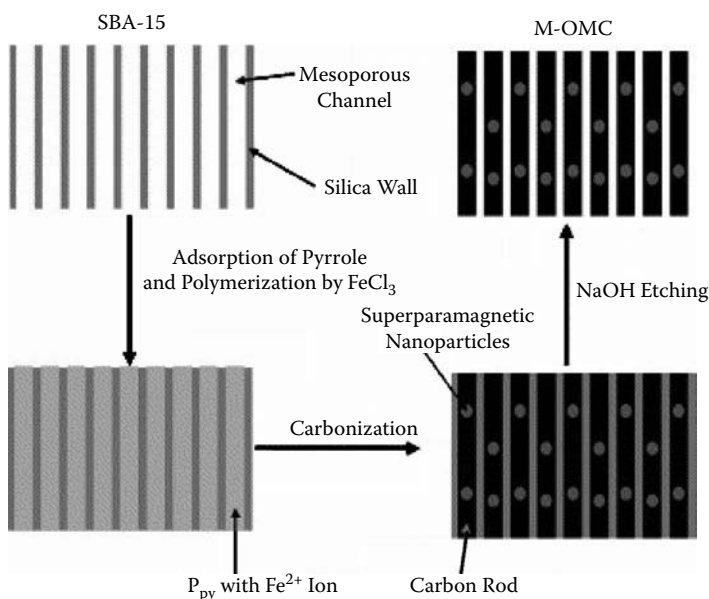 SBA-15
M-OMC
Mesoporous
Channel
Silica Wall
Adsorption of Pyrrole
and Polymerization by FeCl₃
NaOH Etching
Superparamagnetic
Nanoparticles
Carbonization
Pₚy with Fe²⁺ Ion
Carbon Rod